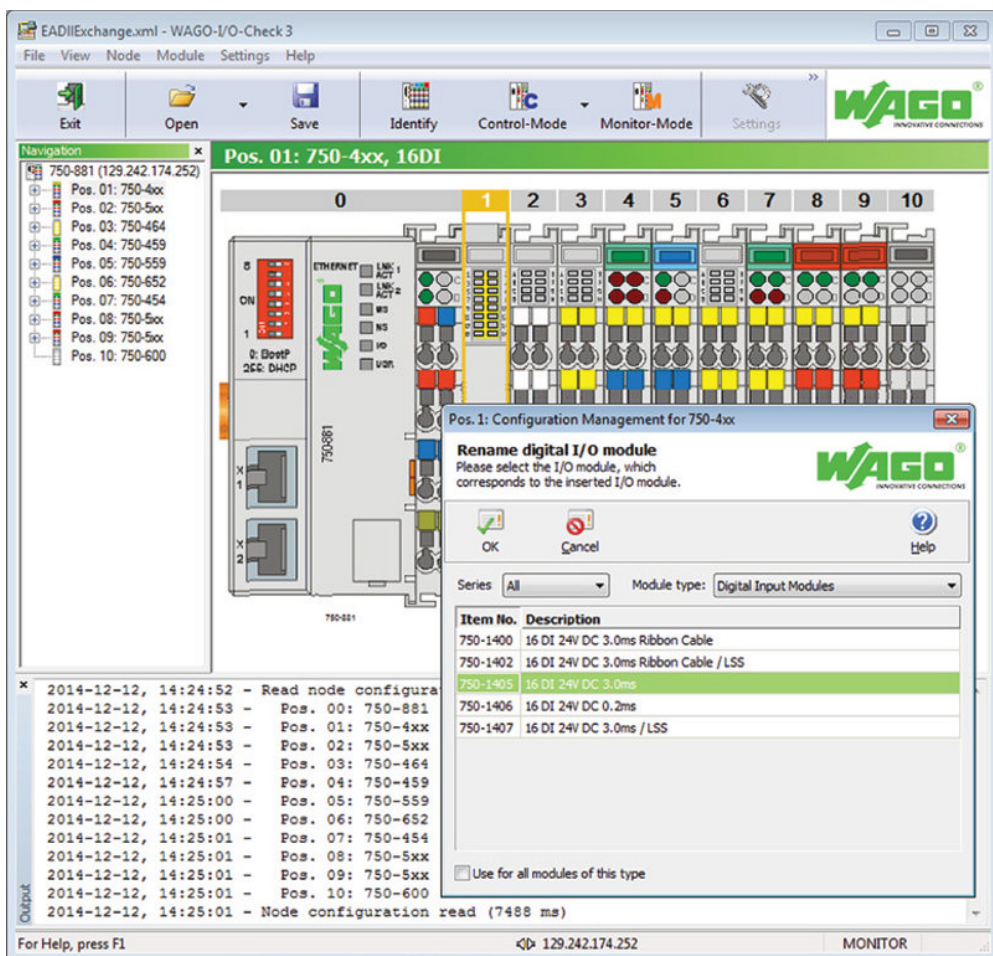 EADIIExchange.xml - WAGO-I/O-Check 3
File View Node Module Settings Help
Exit Open Save Identify Control-Mode Monitor-Mode Settings
WAGO
INNOVATIVE CONNECTIONS
Navigation
750-881 (129.242.174.252)
Pos. 01: 750-4xx
Pos. 02: 750-5xx
Pos. 03: 750-464
Pos. 04: 750-459
Pos. 05: 750-559
Pos. 06: 750-652
Pos. 07: 750-454
Pos. 08: 750-5xx
Pos. 09: 750-5xx
Pos. 10: 750-600
Pos. 01: 750-4xx, 16DI
0 1 2 3 4 5 6 7 8 9 10
8
ON
1
0: BootP
255: DHCP
ETHERNET
LNK ACT 1
LNK ACT 2
MS
NS
I/O
USR
WAGO
750-881
X 1
X 2
750-881
Pos. 1: Configuration Management for 750-4xx
Rename digital I/O module
Please select the I/O module, which
corresponds to the inserted I/O module.
WAGO
INNOVATIVE CONNECTIONS
OK Cancel Help
Series All Module type: Digital Input Modules
Item No. Description
750-1400 16 DI 24V DC 3.0ms Ribbon Cable
750-1402 16 DI 24V DC 3.0ms Ribbon Cable / LSS
750-1405 16 DI 24V DC 3.0ms
750-1406 16 DI 24V DC 0.2ms
750-1407 16 DI 24V DC 3.0ms / LSS
Use for all modules of this type
Output
2014-12-12, 14:24:52 - Read node configura
2014-12-12, 14:24:53 - Pos. 00: 750-881
2014-12-12, 14:24:53 - Pos. 01: 750-4xx
2014-12-12, 14:24:53 - Pos. 02: 750-5xx
2014-12-12, 14:24:54 - Pos. 03: 750-464
2014-12-12, 14:24:57 - Pos. 04: 750-459
2014-12-12, 14:25:00 - Pos. 05: 750-559
2014-12-12, 14:25:00 - Pos. 06: 750-652
2014-12-12, 14:25:01 - Pos. 07: 750-454
2014-12-12, 14:25:01 - Pos. 08: 750-5xx
2014-12-12, 14:25:01 - Pos. 09: 750-5xx
2014-12-12, 14:25:01 - Pos. 10: 750-600
2014-12-12, 14:25:01 - Node configuration read (7488 ms)
For Help, press F1 129.242.174.252 MONITOR